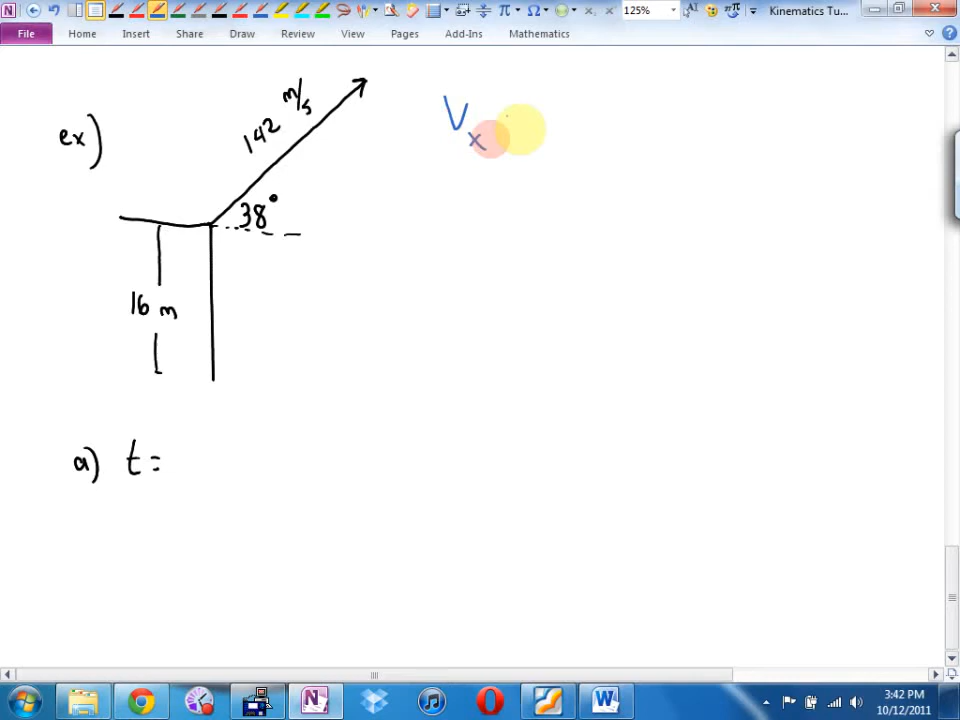 125%
Kinematics Tu...
File Home Insert Share Draw Review View Pages Add-Ins Mathematics
ex)
142 m/s
V
x
38°
16 m
a) t=
3:42 PM
10/12/2011